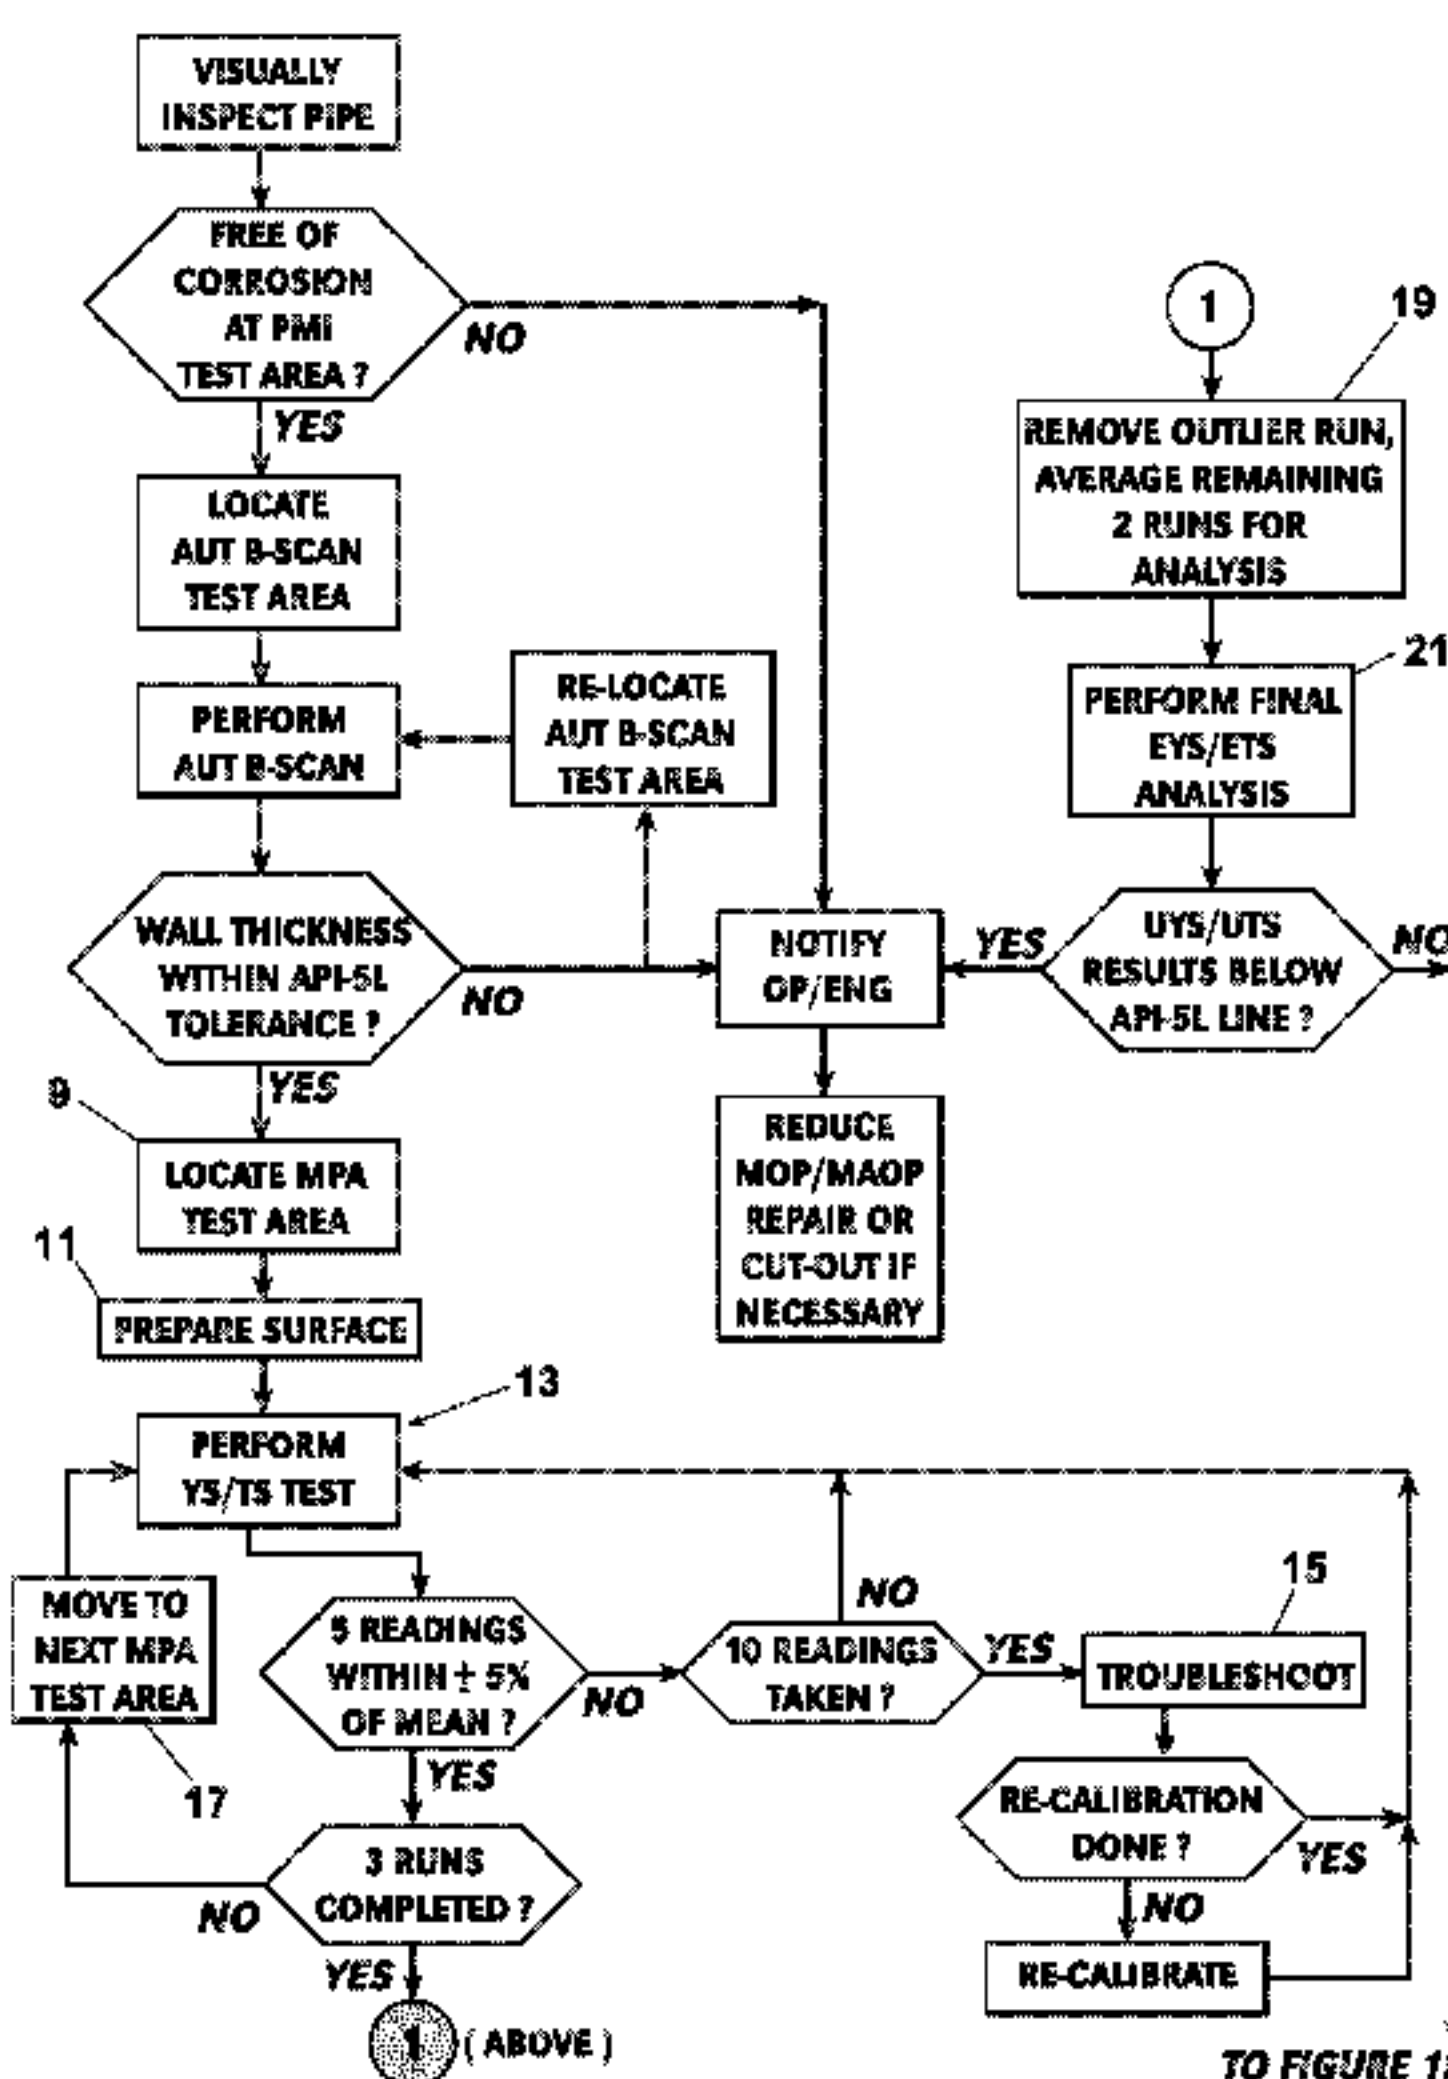 VISUALLY
INSPECT PIPE
FREE OF
CORROSION
AT PMI
TEST AREA ?
NO
YES
LOCATE
AUT B-SCAN
TEST AREA
PERFORM
AUT B-SCAN
RE-LOCATE
AUT B-SCAN
TEST AREA
WALL THICKNESS
WITHIN API-5L
TOLERANCE ?
NO
YES
NOTIFY
OP/ENG
REDUCE
MOP/MAOP
REPAIR OR
CUT-OUT IF
NECESSARY
9
LOCATE MPA
TEST AREA
11
PREPARE SURFACE
13
PERFORM
YS/TS TEST
MOVE TO
NEXT MPA
TEST AREA
17
5 READINGS
WITHIN ± 5%
OF MEAN ?
NO
YES
10 READINGS
TAKEN ?
NO
YES
15
TROUBLESHOOT
RE-CALIBRATION
DONE ?
YES
NO
RE-CALIBRATE
3 RUNS
COMPLETED ?
NO
YES
1 ( ABOVE )
1
19
REMOVE OUTLIER RUN,
AVERAGE REMAINING
2 RUNS FOR
ANALYSIS
21
PERFORM FINAL
EYS/ETS
ANALYSIS
UYS/UTS
RESULTS BELOW
API-5L LINE ?
YES
NO
TO FIGURE